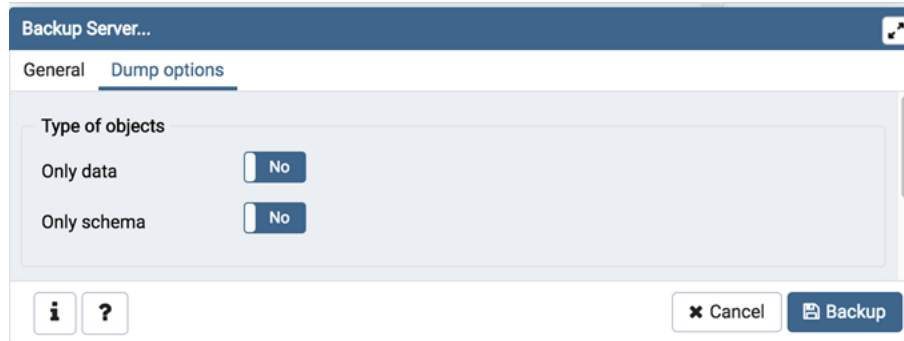 Backup Server...
General Dump options
Type of objects
Only data No
Only schema No
i ? Cancel Backup